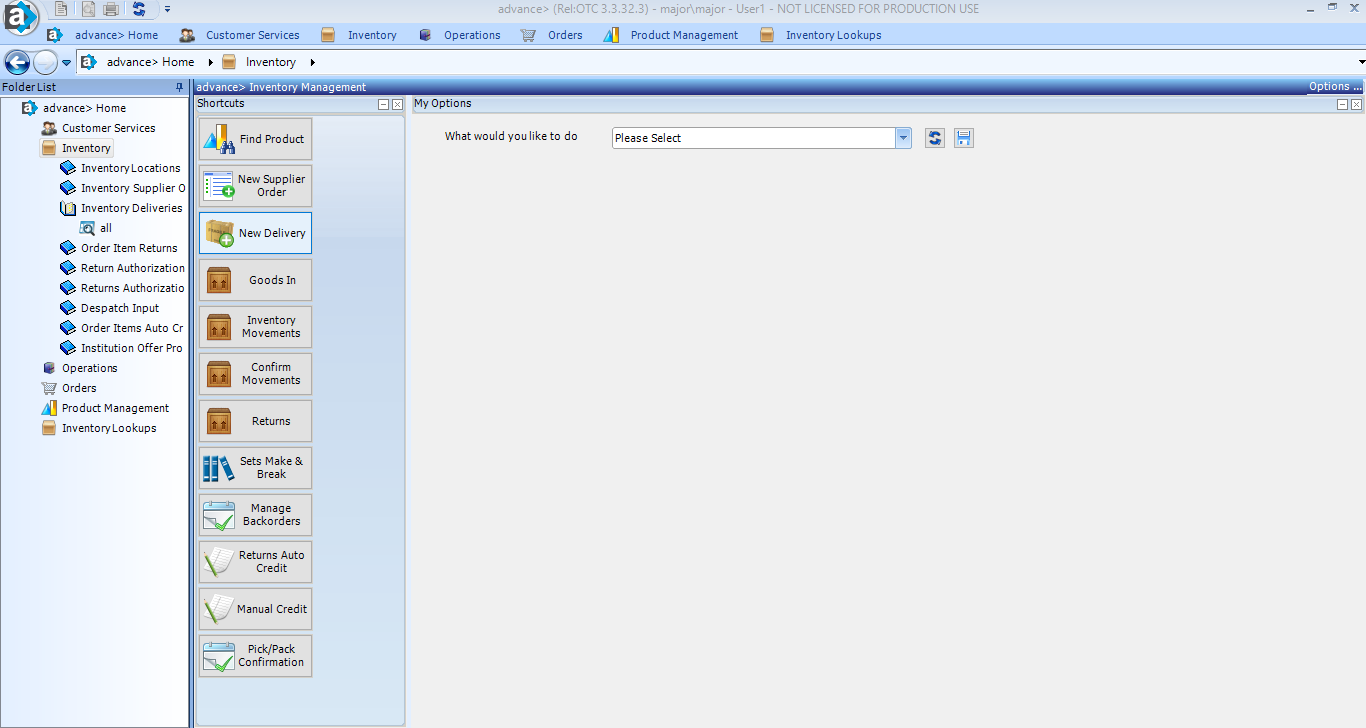 advance> (Rel:OTC 3.3.32.3) - major\major - User1 - NOT LICENSED FOR PRODUCTION USE
advance> Home Customer Services Inventory Operations Orders Product Management Inventory Lookups
advance> Home Inventory
Folder List
advance> Home
Customer Services
Inventory
Inventory Locations
Inventory Supplier O
Inventory Deliveries
all
Order Item Returns
Return Authorization
Returns Authorizatio
Despatch Input
Order Items Auto Cr
Institution Offer Pro
Operations
Orders
Product Management
Inventory Lookups
advance> Inventory Management
Options ...
Shortcuts
Find Product
New Supplier
Order
New Delivery
Goods In
Inventory
Movements
Confirm
Movements
Returns
Sets Make &
Break
Manage
Backorders
Returns Auto
Credit
Manual Credit
Pick/Pack
Confirmation
My Options
What would you like to do
Please Select